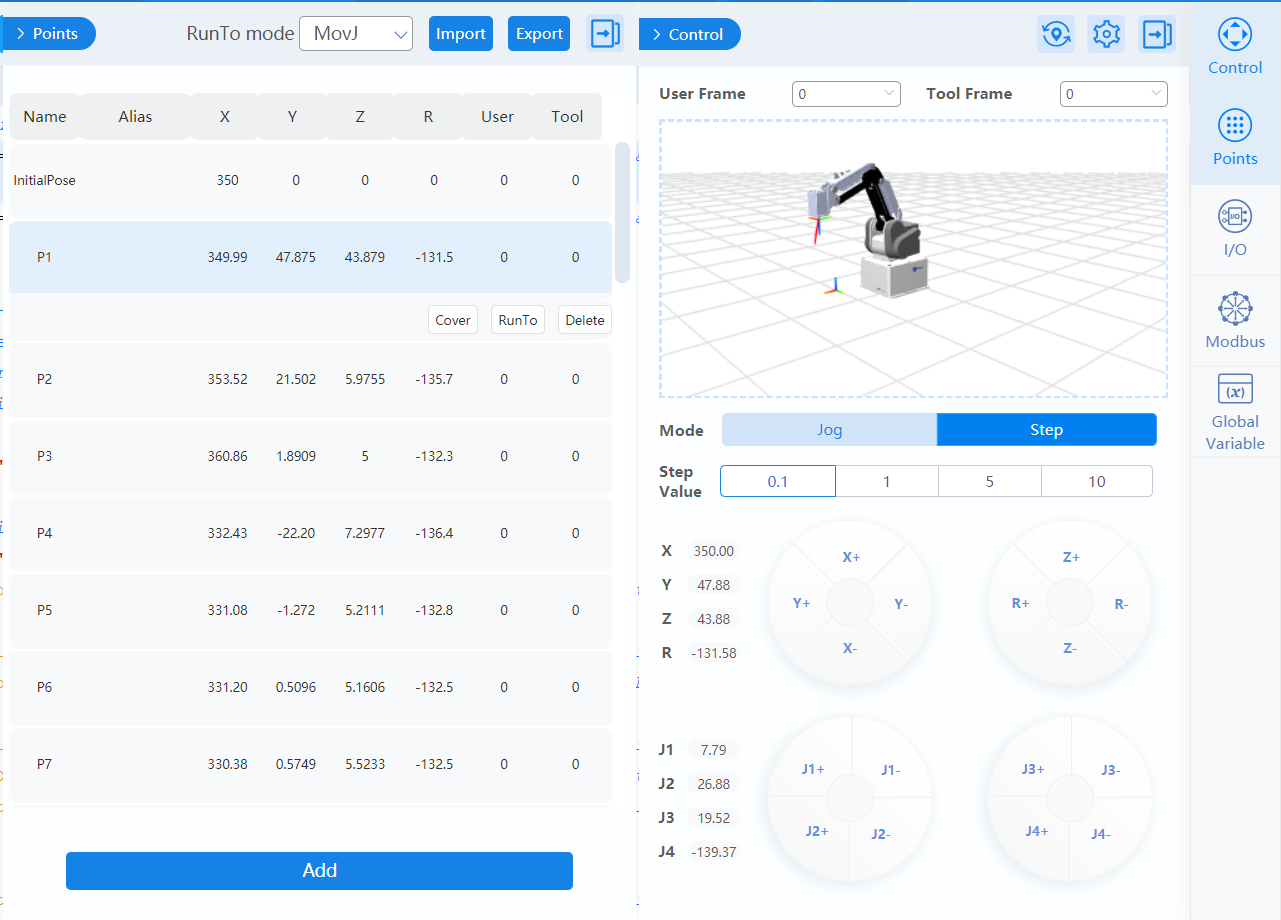 Points
RunTo mode MovJ Import Export
Name Alias X Y Z R User Tool
InitialPose 350 0 0 0 0 0
P1 349.99 47.875 43.879 -131.5 0 0
Cover RunTo Delete
P2 353.52 21.502 5.9755 -135.7 0 0
P3 360.86 1.8909 5 -132.3 0 0
P4 332.43 -22.20 7.2977 -136.4 0 0
P5 331.08 -1.272 5.2111 -132.8 0 0
P6 331.20 0.5096 5.1606 -132.5 0 0
P7 330.38 0.5749 5.5233 -132.5 0 0
Add
Control
User Frame 0 Tool Frame 0
Mode Jog Step
Step
Value 0.1 1 5 10
X 350.00
Y 47.88
Z 43.88
R -131.58
X+
Y+ Y-
X-
Z+
R+ R-
Z-
J1 7.79
J2 26.88
J3 19.52
J4 -139.37
J1+ J1-
J2+ J2-
J3+ J3-
J4+ J4-
Control
Points
I/O
I/O
Modbus
(x)
Global
Variable